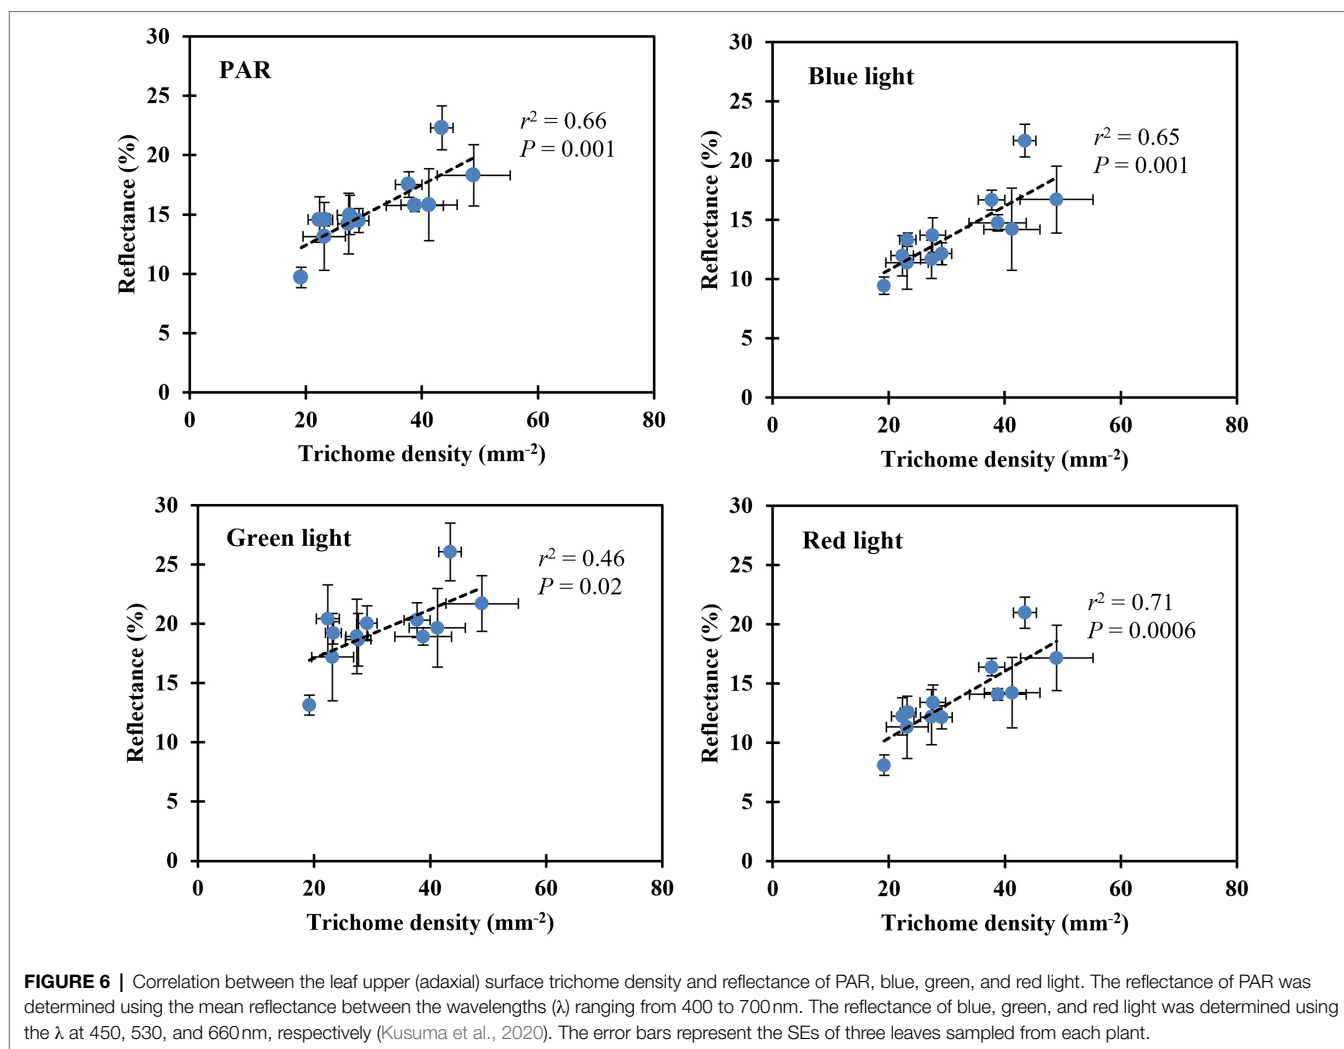 PAR
r² = 0.66
P = 0.001
30
25
20
15
10
5
0
Reflectance (%)
20
40
60
80
Trichome density (mm⁻²)
Blue light
r² = 0.65
P = 0.001
30
25
20
15
10
5
0
Reflectance (%)
0
20
40
60
80
Trichome density (mm⁻²)
Green light
r² = 0.46
P = 0.02
30
25
20
15
10
5
0
Reflectance (%)
0
20
40
60
80
Trichome density (mm⁻²)
Red light
r² = 0.71
P = 0.0006
30
25
20
15
10
5
0
Reflectance (%)
0
20
40
60
80
Trichome density (mm⁻²)
FIGURE 6 | Correlation between the leaf upper (adaxial) surface trichome density and reflectance of PAR, blue, green, and red light. The reflectance of PAR was
determined using the mean reflectance between the wavelengths (λ) ranging from 400 to 700 nm. The reflectance of blue, green, and red light was determined using
the λ at 450, 530, and 660 nm, respectively (Kusuma et al., 2020). The error bars represent the SEs of three leaves sampled from each plant.